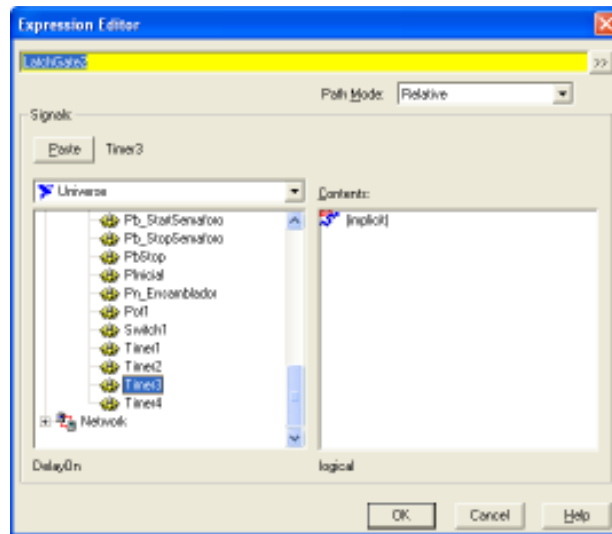 Expression Editor
LatchGate3
>>
Path Mode: Relative
Signals:
Paste Timer3
Universe
Contents:
Pb_StartSemaforo
(implicit)
Pb_StopSemaforo
PbStop
PInicial
Pn_Ensamblador
Pot1
Switch1
Timer1
Timer2
Timer3
Timer4
Network
DelayOn
logical
OK Cancel Help